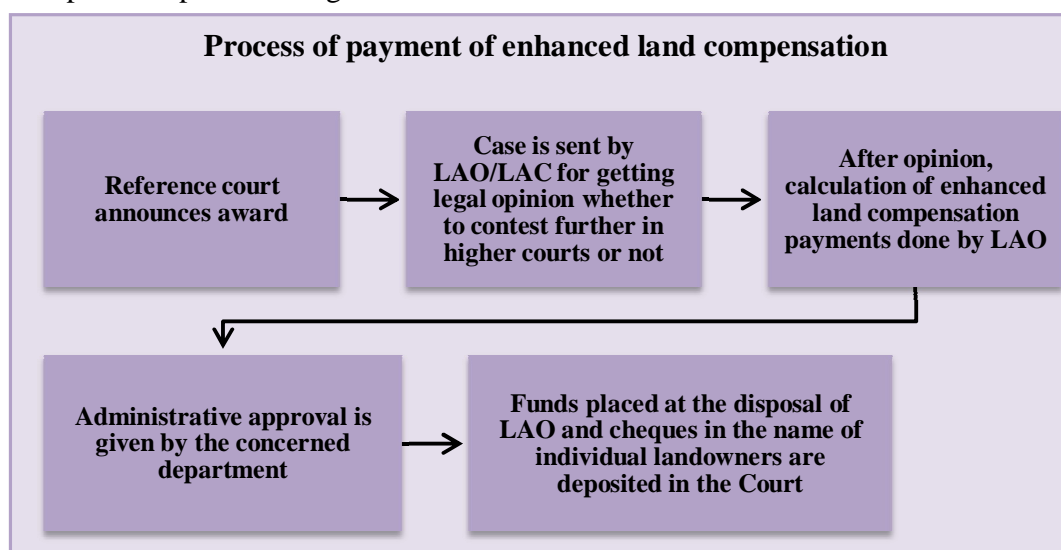 Process of payment of enhanced land compensation
Reference court
announces award
Case is sent by
LAO/LAC for getting
legal opinion whether
to contest further in
higher courts or not
After opinion,
calculation of enhanced
land compensation
payments done by LAO
Administrative approval is
given by the concerned
department
Funds placed at the disposal of
LAO and cheques in the name of
individual landowners are
deposited in the Court